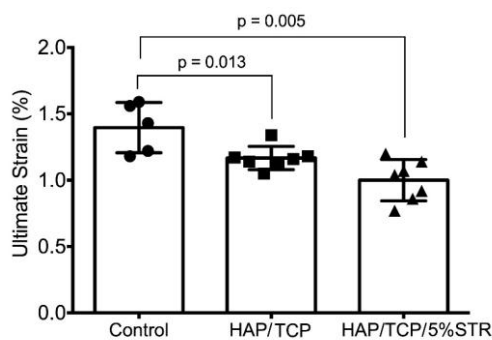 p = 0.005
p = 0.013
2.0
1.5
1.0
0.5
0.0
Ultimate Strain (%)
Control HAP/TCP HAP/TCP/5%STR